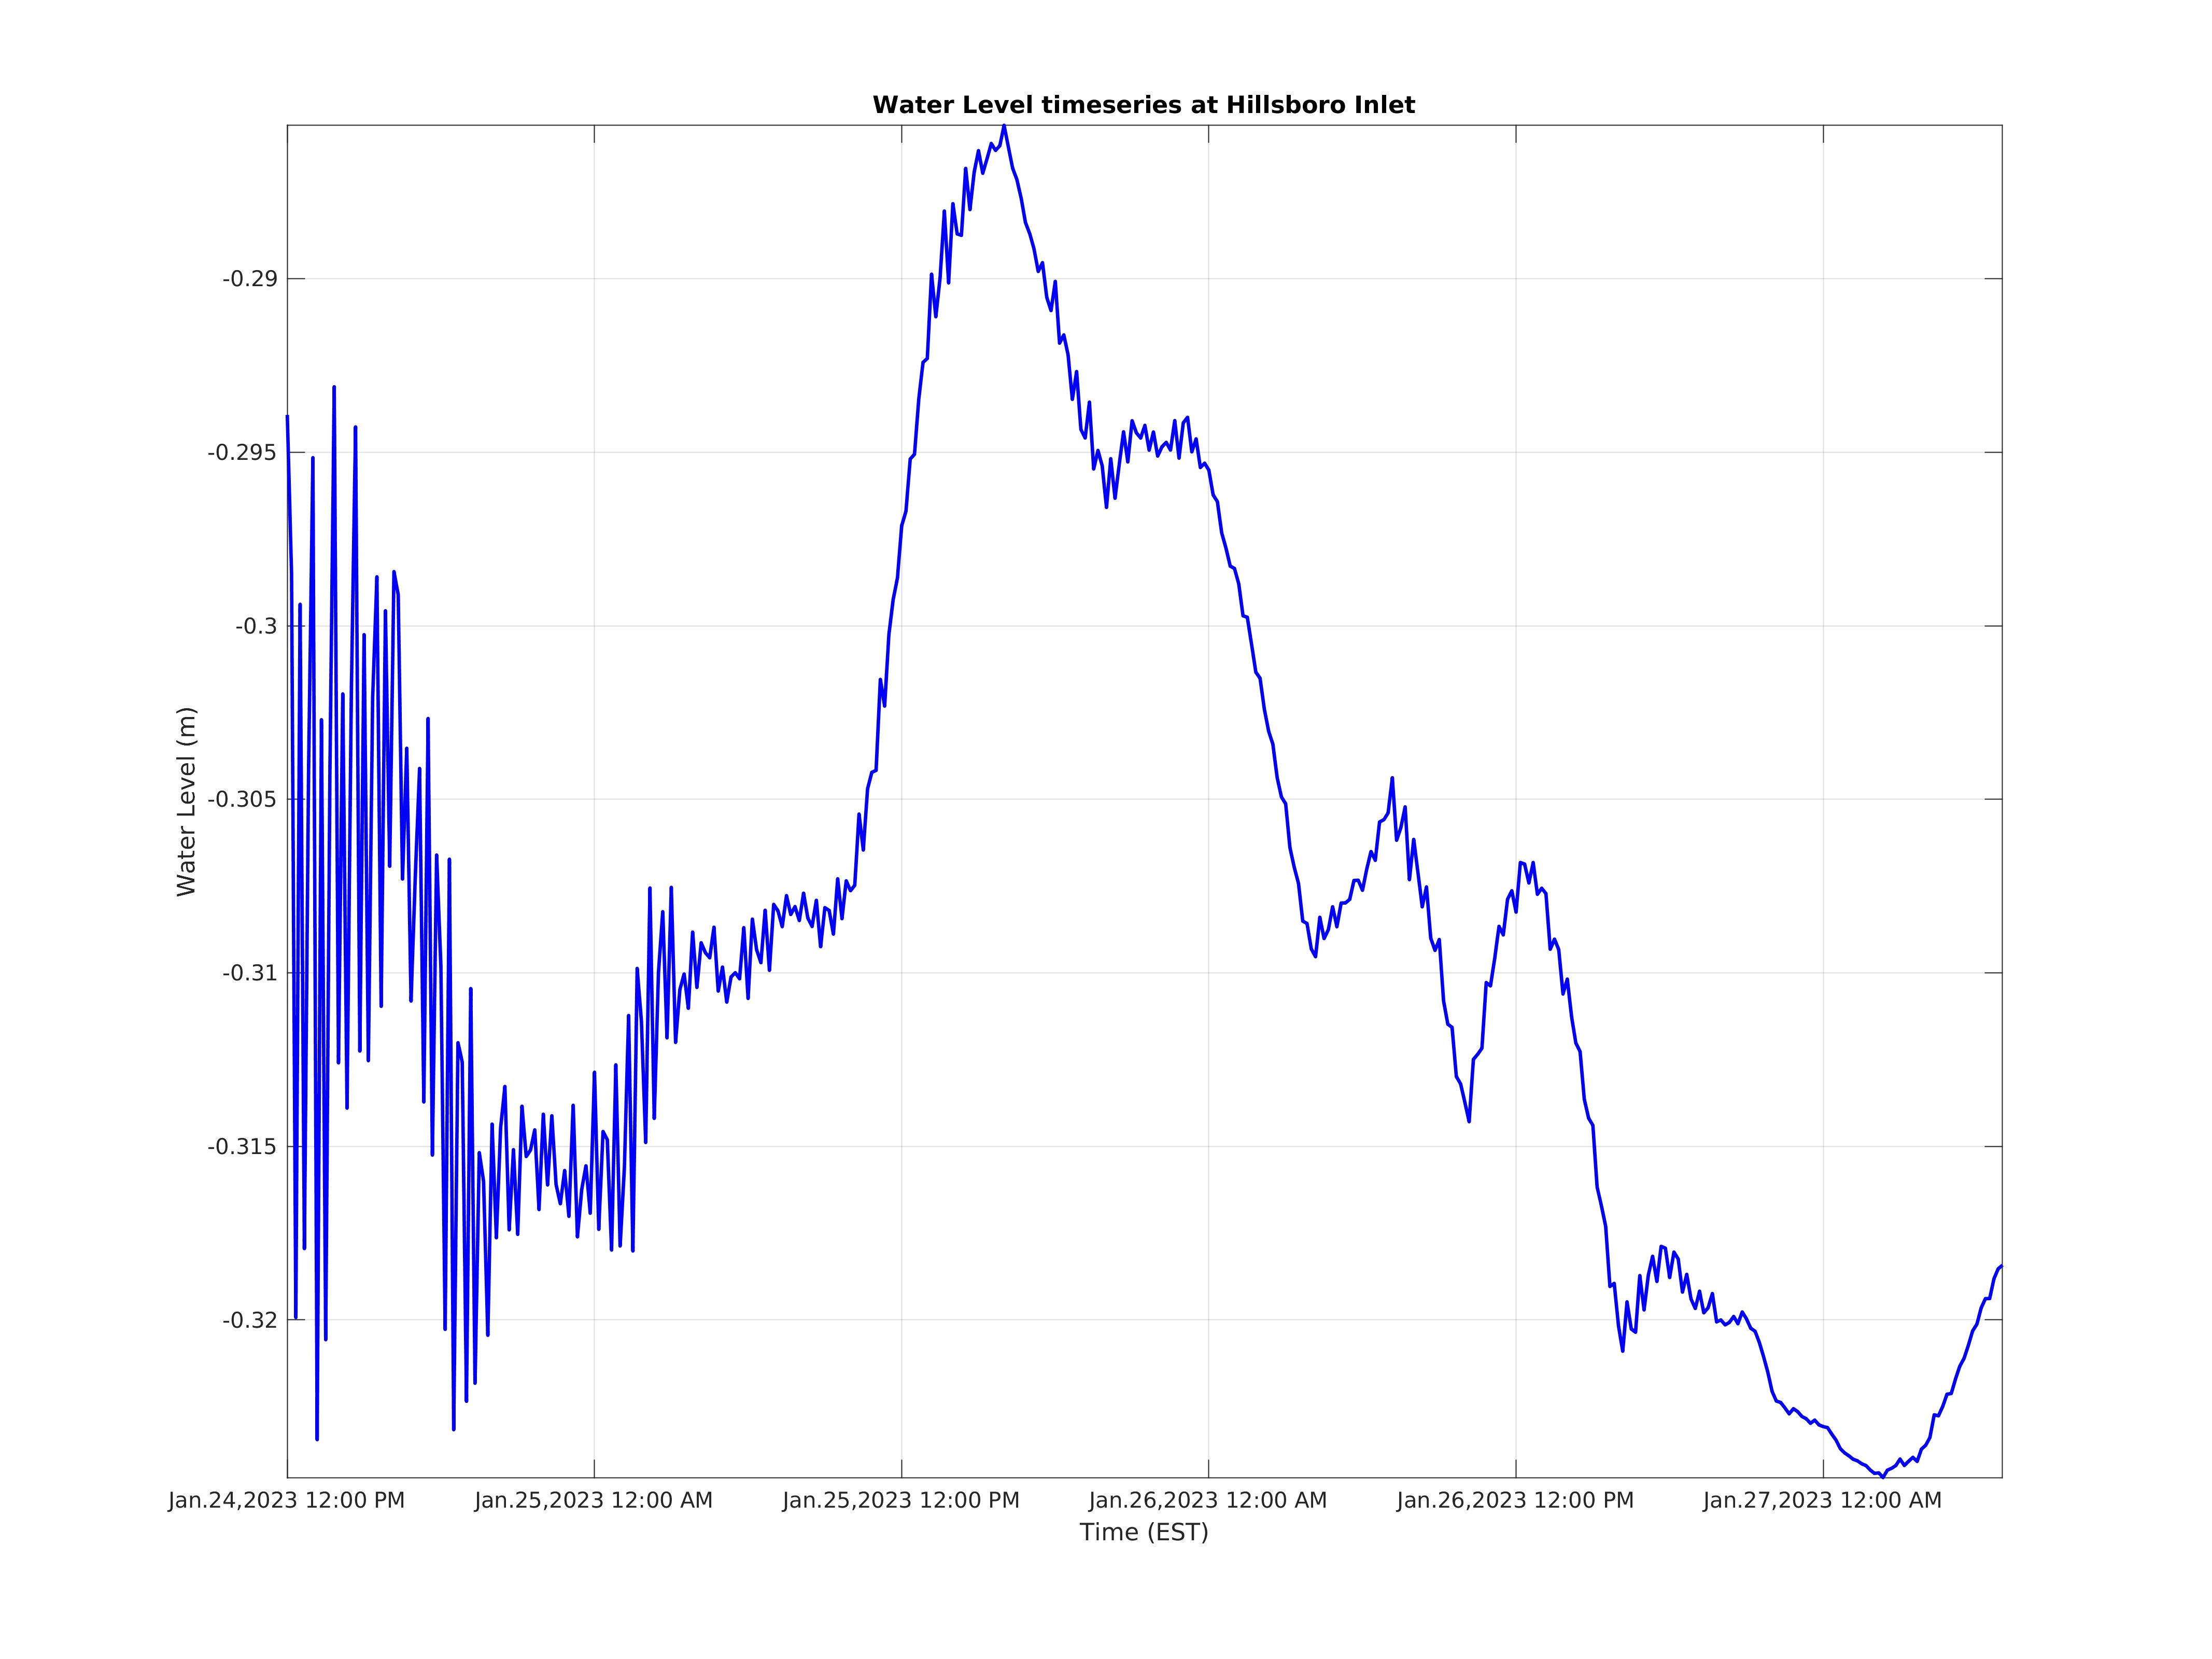 Water Level timeseries at Hillsboro Inlet
-0.29
-0.295
-0.3
-0.305
-0.31
-0.315
-0.32
Water Level (m)
Jan.24,2023 12:00 PM
Jan.25,2023 12:00 AM
Jan.25,2023 12:00 PM
Jan.26,2023 12:00 AM
Jan.26,2023 12:00 PM
Jan.27,2023 12:00 AM
Time (EST)